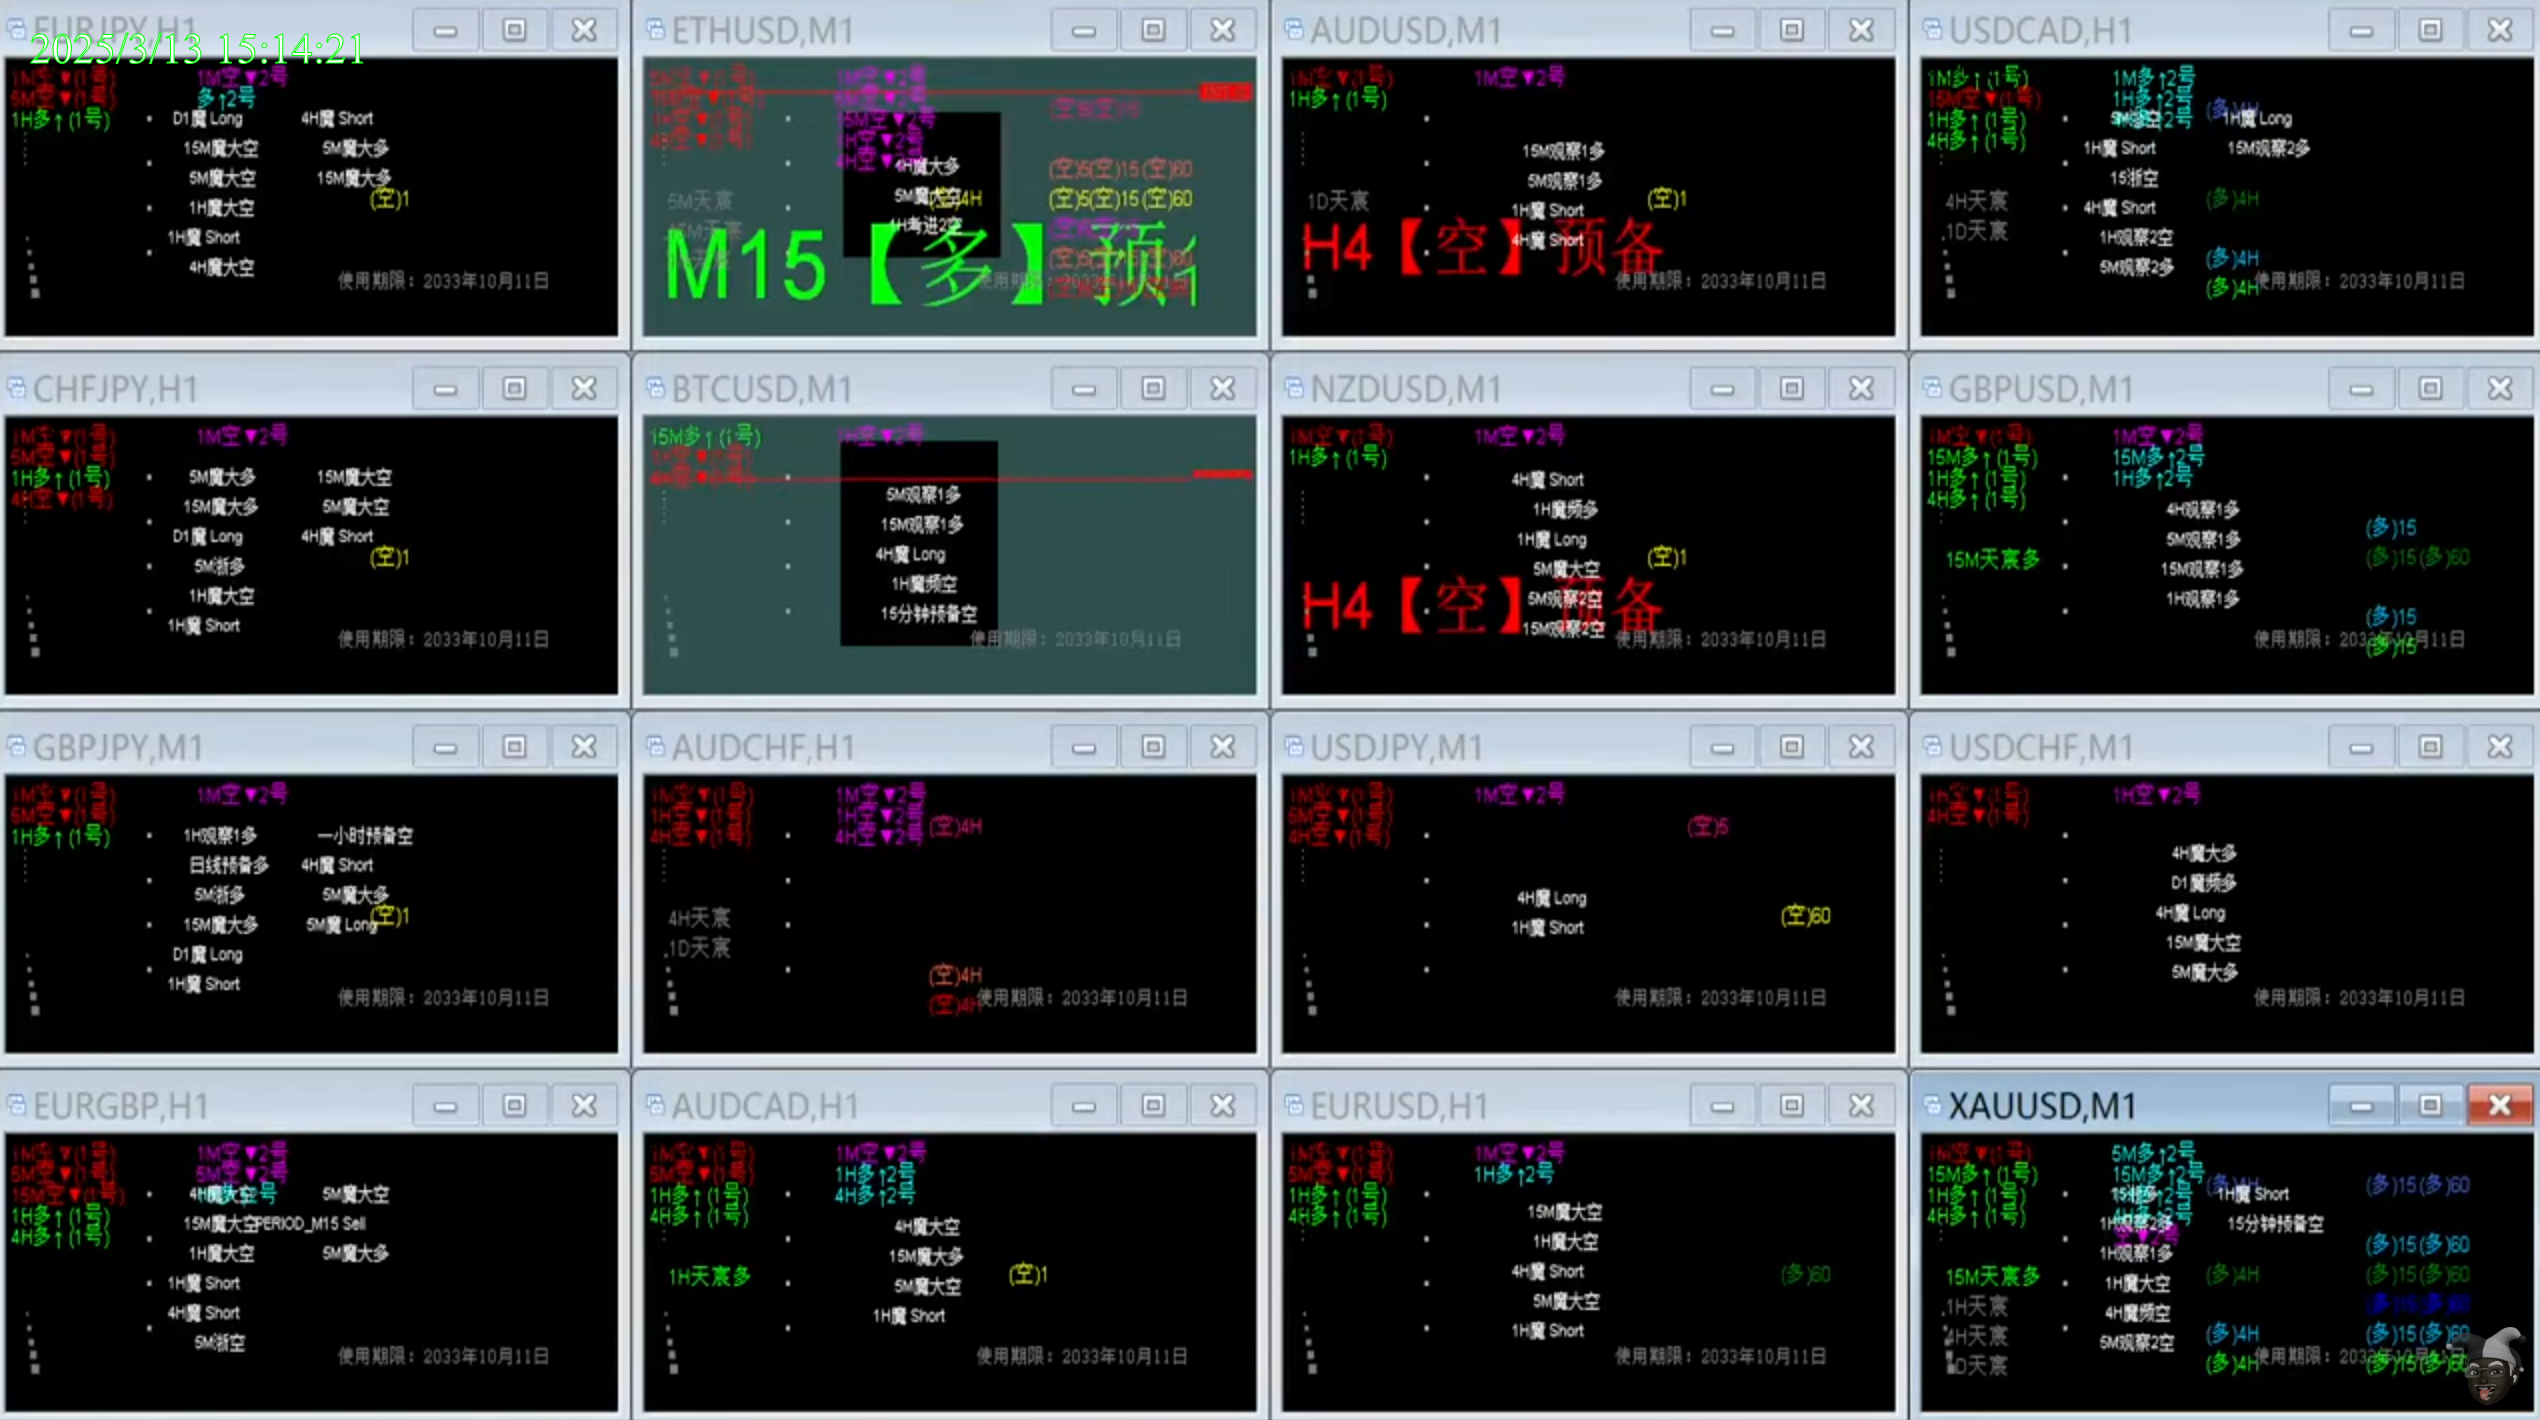 2025/3/13 15:14:21
EURJPY,H1
1M空▼(1号)
5M空▼(1号)
1H多↑(1号)
1M空▼2号
多↑2号
D1魔 Long 4H魔 Short
15M魔大空 5M魔大多
5M魔大空 15M魔大多
(空)1
1H魔大空
1H魔 Short
4H魔大空
使用期限：2033年10月11日
ETHUSD,M1
15M空▼2号
1H空▼2号
4H空▼2号
4H魔大多
(空)5(空)15(空)60
5M天宸
5M魔大空
(空)5(空)15(空)60
4H考进2空
M15【多】
AUDUSD,M1
1M空▼(1号)
1H多↑(1号)
1M空▼2号
15M观察1多
5M观察1多
1D天宸
1H魔 Short
(空)1
H4【空】预备
4H魔 Short
使用期限：2033年10月11日
USDCAD,H1
1M多↑(1号)
15M空▼(1号)
1H多↑(1号)
4H多↑(1号)
1M多↑2号
1H多↑2号
1H魔 Long
1H魔 Short 15M观察2多
15浙空
4H天宸
4H魔 Short
(多)4H
1D天宸
1H观察2空
5M观察2多
(多)4H
(多)4H
使用期限：2033年10月11日
CHFJPY,H1
1M空▼(1号)
5M空▼(1号)
1H多↑(1号)
4H空▼(1号)
1M空▼2号
5M魔大多 15M魔大空
15M魔大多 5M魔大空
D1魔 Long 4H魔 Short
5M浙多
(空)1
1H魔大空
1H魔 Short
使用期限：2033年10月11日
BTCUSD,M1
15M多↑(1号)
1H空▼(1号)
4H空▼(1号)
1H空▼2号
5M观察1多
15M观察1多
4H魔 Long
1H魔频空
15分钟预备空
使用期限：2033年10月11日
NZDUSD,M1
1M空▼(1号)
1H多↑(1号)
1M空▼2号
4H魔 Short
1H魔频多
1H魔 Long
(空)1
5M魔大空
5M观察2空
H4【空】预备
15M观察2空
使用期限：2033年10月11日
GBPUSD,M1
1M空▼(1号)
15M多↑(1号)
1H多↑(1号)
4H多↑(1号)
1M空▼2号
15M多↑2号
1H多↑2号
4H观察1多
5M观察1多
(多)15
15M天宸多
15M观察1多
(多)15(多)60
1H观察1多
(多)15
(多)15
GBPJPY,M1
1M空▼(1号)
5M空▼(1号)
1H多↑(1号)
1M空▼2号
1H观察1多 一小时预备空
日线预备多 4H魔 Short
5M浙多 5M魔大多
15M魔大多 5M魔 Long
(空)1
D1魔 Long
1H魔 Short
使用期限：2033年10月11日
AUDCHF,H1
1M空▼(1号)
1H空▼(1号)
4H空▼(1号)
1M空▼2号
1H空▼2号
4H空▼2号
(空)4H
4H天宸
1D天宸
(空)4H
(空)4H
使用期限：2033年10月11日
USDJPY,M1
1M空▼(1号)
5M空▼(1号)
4H空▼(1号)
1M空▼2号
(空)5
4H魔 Long
(空)60
1H魔 Short
使用期限：2033年10月11日
USDCHF,M1
1H空▼(1号)
4H空▼(1号)
1H空▼2号
4H魔大多
D1魔频多
4H魔 Long
15M魔大空
5M魔大多
使用期限：2033年10月11日
EURGBP,H1
1M空▼(1号)
5M空▼(1号)
15M空▼(1号)
1H多↑(1号)
4H多↑(1号)
1M空▼2号
5M空▼2号
4H魔大空 5M魔大空
15M魔大空 PERIOD_M15 Sell
1H魔大空 5M魔大多
1H魔 Short
4H魔 Short
5M浙空
使用期限：2033年10月11日
AUDCAD,H1
1M空▼(1号)
5M空▼(1号)
1H多↑(1号)
4H多↑(1号)
1M空▼2号
1H多↑2号
4H多↑2号
4H魔大空
15M魔大多
1H天宸多
5M魔大空
(空)1
1H魔 Short
使用期限：2033年10月11日
EURUSD,H1
1M空▼(1号)
5M空▼(1号)
1H多↑(1号)
4H多↑(1号)
1M空▼2号
1H多↑2号
15M魔大空
1H魔大空
4H魔 Short
(多)60
5M魔大空
1H魔 Short
使用期限：2033年10月11日
XAUUSD,M1
1M空▼(1号)
15M多↑(1号)
1H多↑(1号)
4H多↑(1号)
5M多↑2号
15M多↑2号
(多)15(多)60
1H魔 Short
1H观察2多 15分钟预备空
1H观察1多
(多)15(多)60
15M天宸多
1H魔大空
(多)4H
(多)15(多)60
1H天宸
4H魔频空
4H天宸
5M观察2空
(多)4H
(多)15(多)60
1D天宸
(多)4H